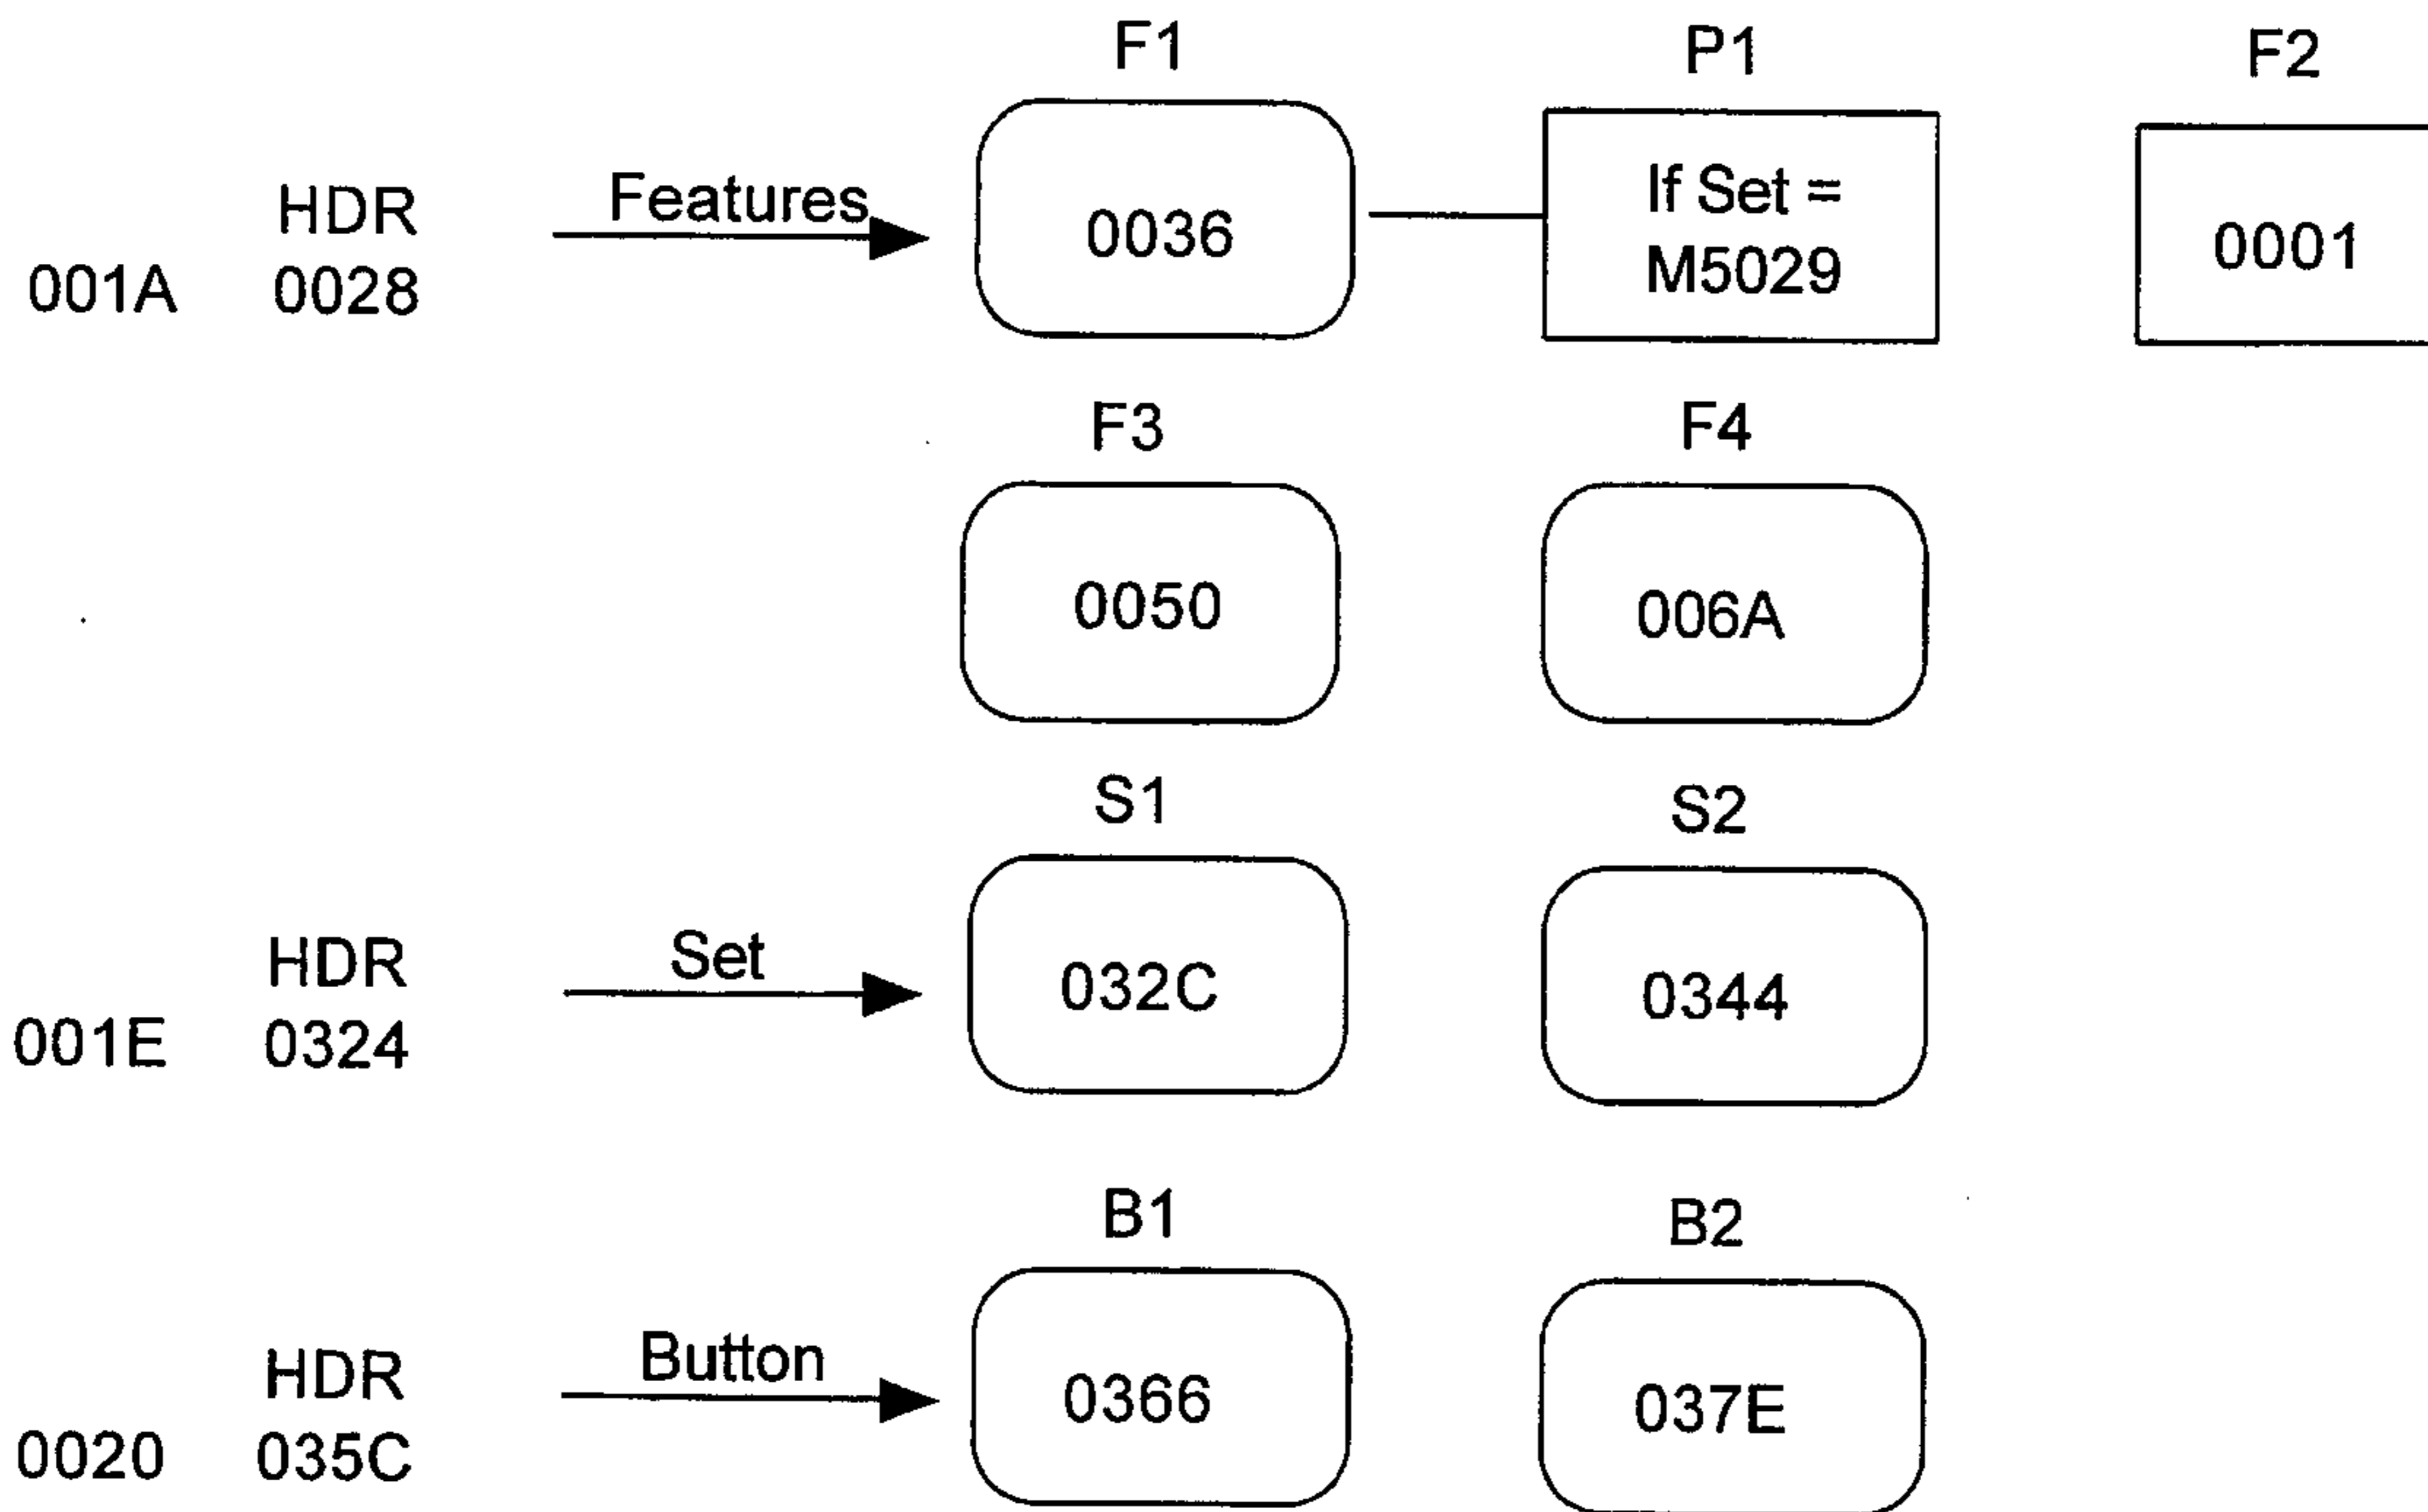 F1 P1 F2
HDR Features 0036 If Set =
M5029 0001
001A 0028
F3 F4
0050 006A
S1 S2
HDR Set 032C 0344
001E 0324
B1 B2
HDR Button 0366 037E
0020 035C